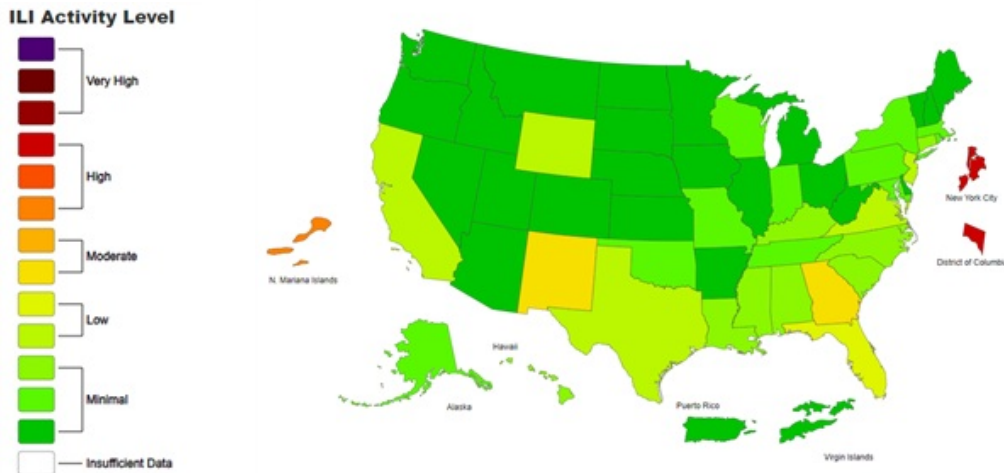 ILI Activity Level
Very High
High
Moderate
Low
Minimal
Insufficient Data
N. Mariana Islands
Alaska
Hawaii
Puerto Rico
Virgin Islands
New York City
District of Columbi